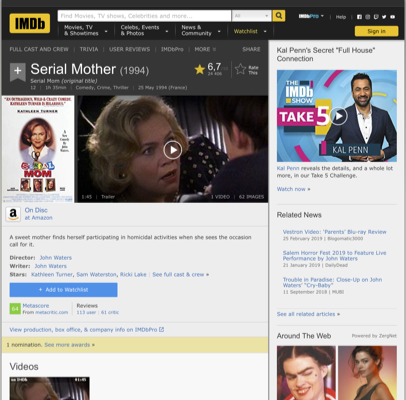 IMDb
Find Movies, TV shows, Celebrities and more...
All
Movies, TV & Showtimes
Celebs, Events & Photos
News & Community
Watchlist
IMDbPro
Help
Sign in
FULL CAST AND CREW | TRIVIA | USER REVIEWS | IMDbPro | MORE
SHARE
+
Serial Mother (1994)
Serial Mom (original title)
12 | 1h 35min | Comedy, Crime, Thriller | 25 May 1994 (France)
6,7
Rate This
KATHLEEN TURNER
SERIAL MOM
1:45 | Trailer
1 VIDEO | 62 IMAGES
a
On Disc
at Amazon
A sweet mother finds herself participating in homicidal activities when she sees the occasion call for it.
Director: John Waters
Writer: John Waters
Stars: Kathleen Turner, Sam Waterston, Ricki Lake | See full cast & crew »
+ Add to Watchlist
Metascore
From metacritic.com
Reviews
113 user | 61 critic
View production, box office, & company info on IMDbPro
1 nomination. See more awards »
Videos
Kal Penn's Secret "Full House" Connection
THE IMDb SHOW
TAKE 5
KAL PENN
Kal Penn reveals the details, and a whole lot more, in our Take 5 Challenge.
Watch now »
Related News
Vestron Video: 'Parents' Blu-ray Review
25 February 2019 | Blogomatic3000
Salem Horror Fest 2019 to Feature Live Performance by John Waters
21 January 2019 | DailyDead
Trouble in Paradise: Close-Up on John Waters' "Cry-Baby"
11 September 2018 | MUBI
See all related articles »
Around The Web
Powered by ZergNet